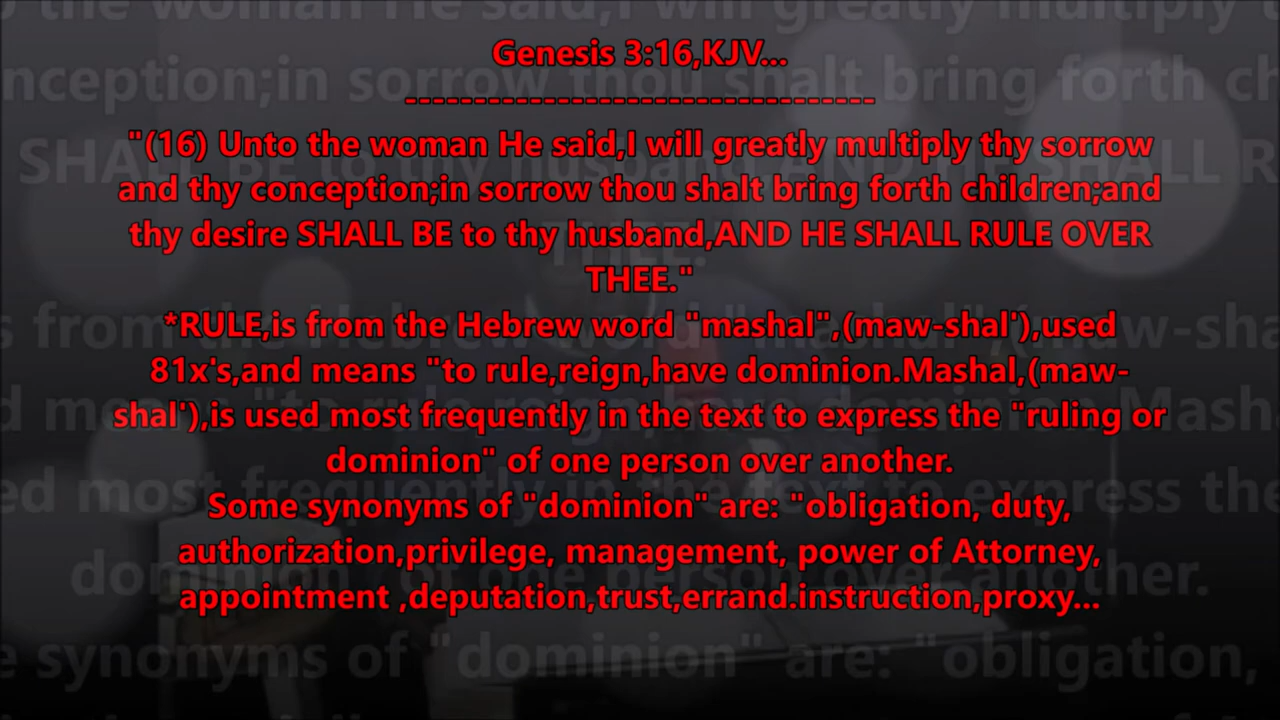 Genesis 3:16,KJV...
----------------------------------
"(16) Unto the woman He said,I will greatly multiply thy sorrow
and thy conception;in sorrow thou shalt bring forth children;and
thy desire SHALL BE to thy husband,AND HE SHALL RULE OVER
THEE."
*RULE,is from the Hebrew word "mashal",(maw-shal'),used
81x's,and means "to rule,reign,have dominion.Mashal,(maw-
shal'),is used most frequently in the text to express the "ruling or
dominion" of one person over another.
Some synonyms of "dominion" are: "obligation, duty,
authorization,privilege, management, power of Attorney,
appointment ,deputation,trust,errand.instruction,proxy...